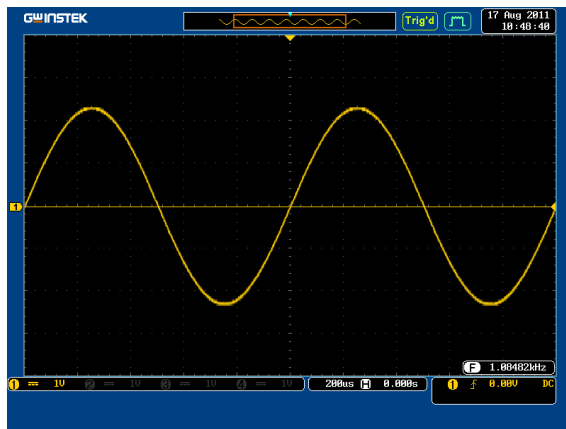 GWINSTEK
Trig'd
17 Aug 2011
10:48:40
1
F 1.00482kHz
1 1V 2 1V 3 1V 4 1V
200us H 0.000s
1 0.00V DC